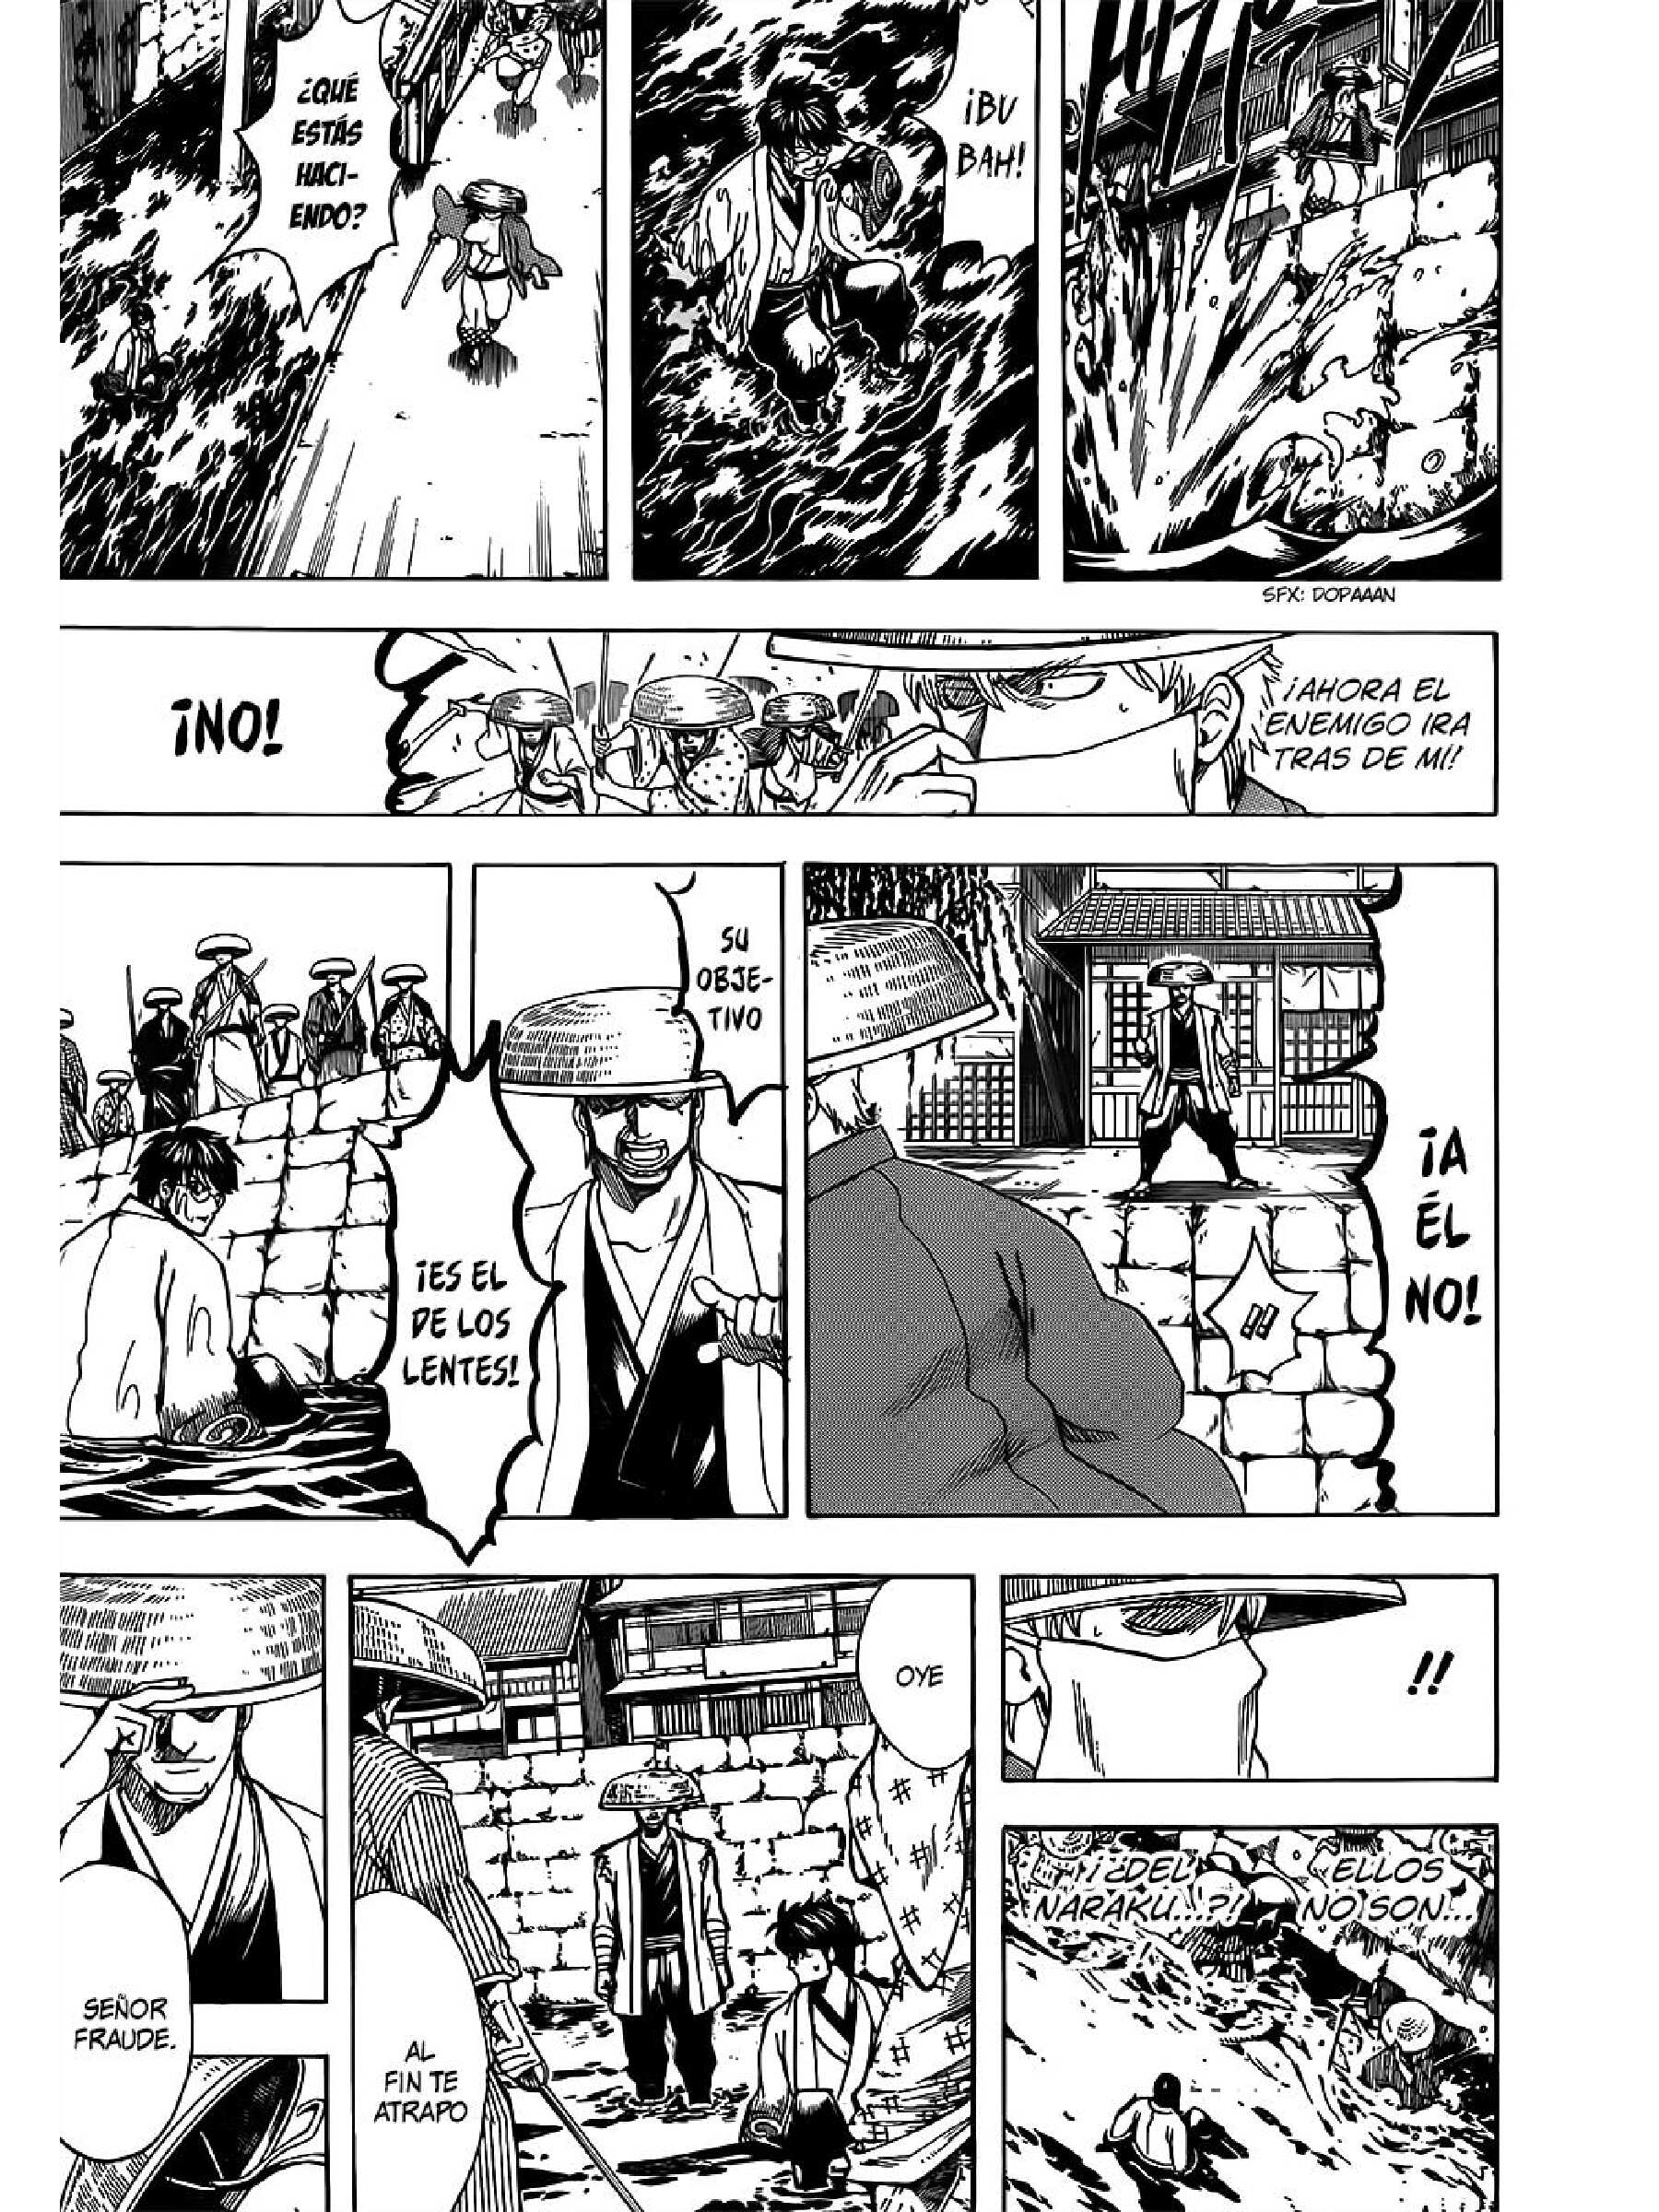 ¡BU
BAH!
¿QUÉ
ESTÁS
HACI-
ENDO?
SFX: DOPAAAN
¡AHORA EL
ENEMIGO IRA
TRAS DE MI!
¡NO!
¡A
ÉL
NO!
!!
SU
OBJE-
TIVO
¡ES EL
DE LOS
LENTES!
!!
ELLOS
NO SON...
¡¿DEL
NARAKU...?!
OYE
AL
FIN TE
ATRAPO
SEÑOR
FRAUDE.